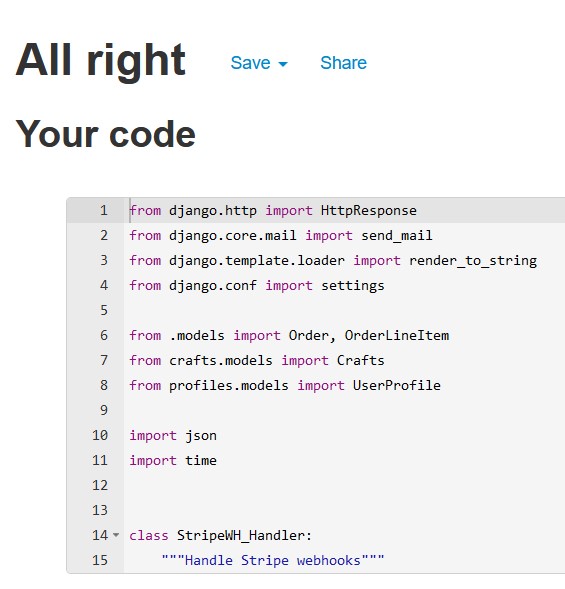 All right Save Share
Your code
1 from django.http import HttpResponse
2 from django.core.mail import send_mail
3 from django.template.loader import render_to_string
4 from django.conf import settings
5
6 from .models import Order, OrderLineItem
7 from crafts.models import Crafts
8 from profiles.models import UserProfile
9
10 import json
11 import time
12
13
14 class StripeWH_Handler:
15     """Handle Stripe webhooks"""